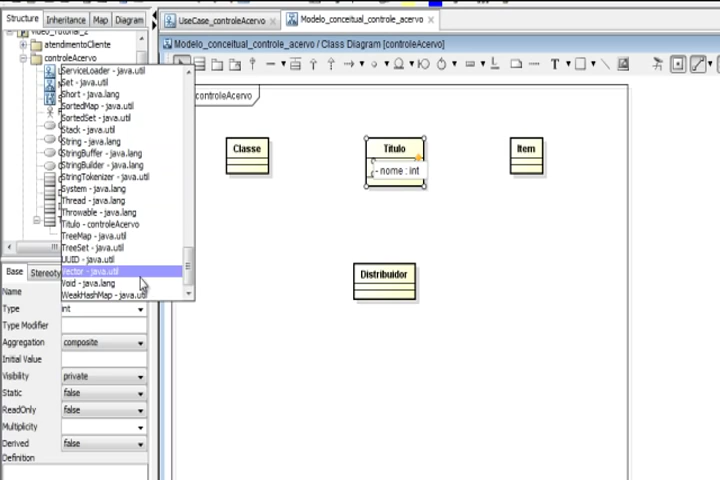 Structure
Inheritance
Map
Diagram
UseCase_controleAcervo
Modelo_conceitual_controle_acervo
Modelo_conceitual_controle_acervo / Class Diagram [controleAcervo]
atendimentoCliente
controleAcervo
ServiceLoader - java.util
Set - java.util
Short - java.lang
SortedMap - java.util
SortedSet - java.util
Stack - java.util
String - java.lang
StringBuffer - java.lang
StringBuilder - java.lang
StringTokenizer - java.util
System - java.lang
Thread - java.lang
Throwable - java.lang
Titulo - controleAcervo
TreeMap - java.util
TreeSet - java.util
UUID - java.util
Vector - java.util
Void - java.lang
WeakHashMap - java.util
controleAcervo
Classe
Titulo
- nome : int
Item
Distribuidor
Base
Stereoty
Name
Type
int
Type Modifier
Aggregation
composite
Initial Value
Visibility
private
Static
false
ReadOnly
false
Multiplicity
Derived
false
Definition